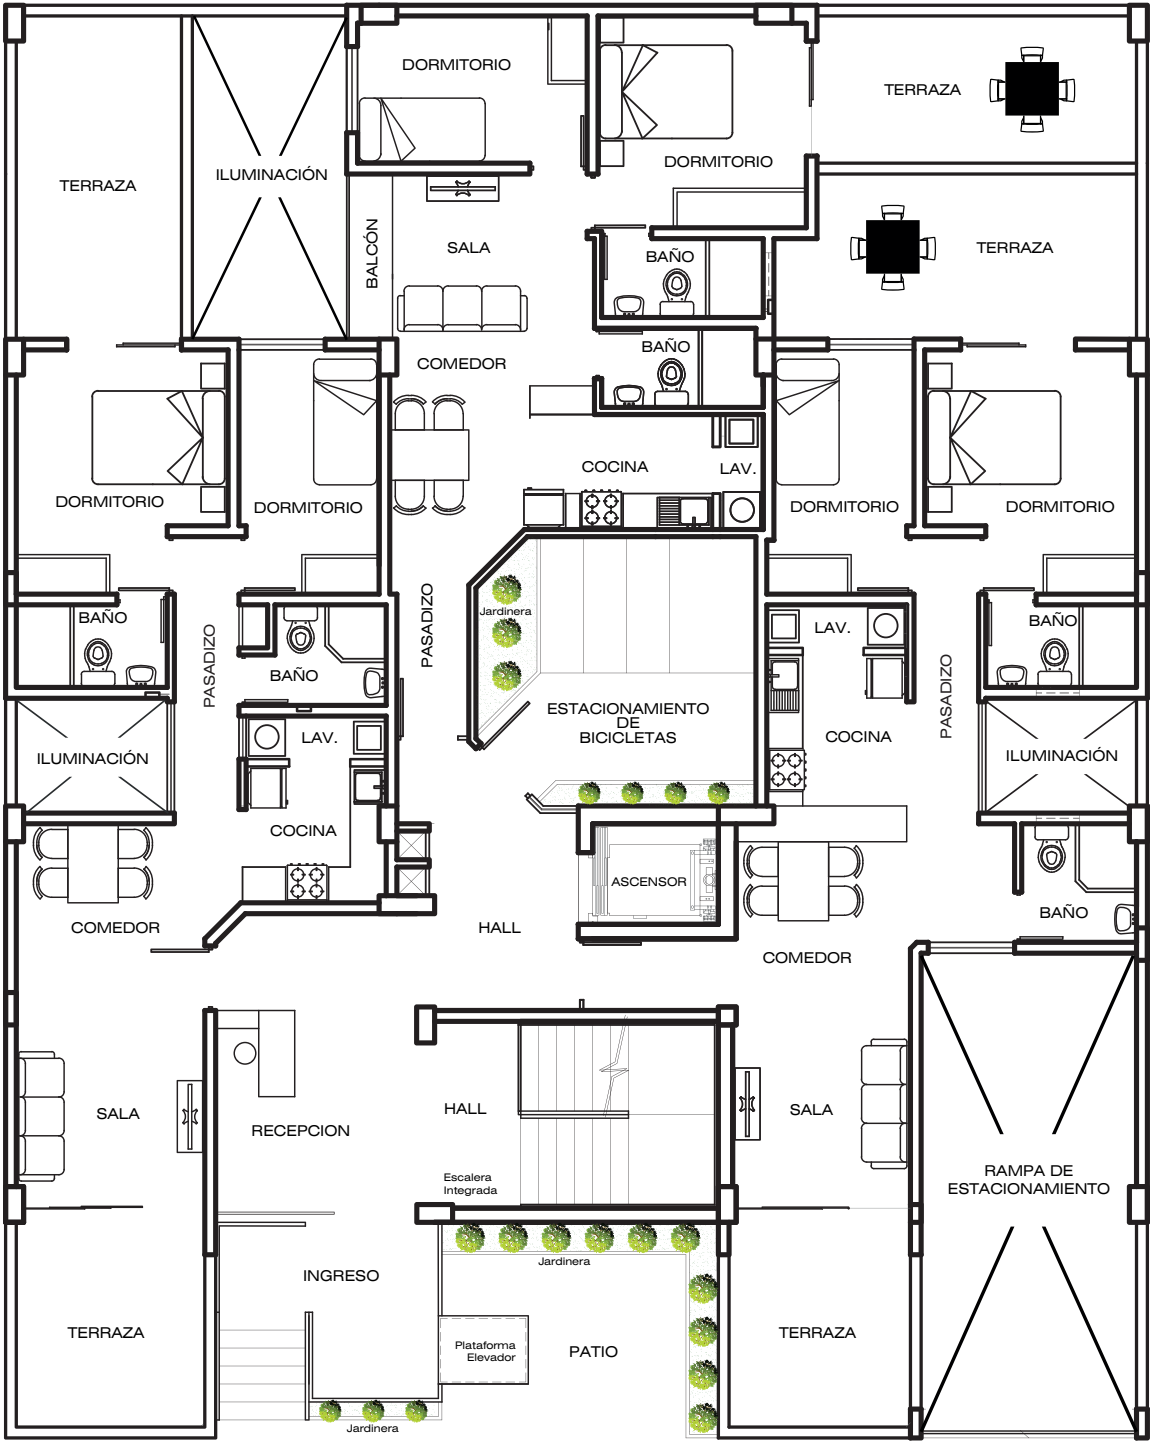 DORMITORIO
TERRAZA
DORMITORIO
ILUMINACIÓN
TERRAZA
BALCÓN
SALA
BAÑO
TERRAZA
BAÑO
COMEDOR
COCINA
LAV.
DORMITORIO
DORMITORIO
DORMITORIO
DORMITORIO
PASADIZO
Jardinera
BAÑO
PASADIZO
BAÑO
LAV.
BAÑO
PASADIZO
ESTACIONAMIENTO
DE
BICICLETAS
LAV.
COCINA
ILUMINACIÓN
ILUMINACIÓN
COCINA
ASCENSOR
COMEDOR
HALL
BAÑO
COMEDOR
SALA
RECEPCION
HALL
SALA
Escalera
Integrada
RAMPA DE
ESTACIONAMIENTO
INGRESO
Jardinera
TERRAZA
Plataforma
Elevador
PATIO
TERRAZA
Jardinera